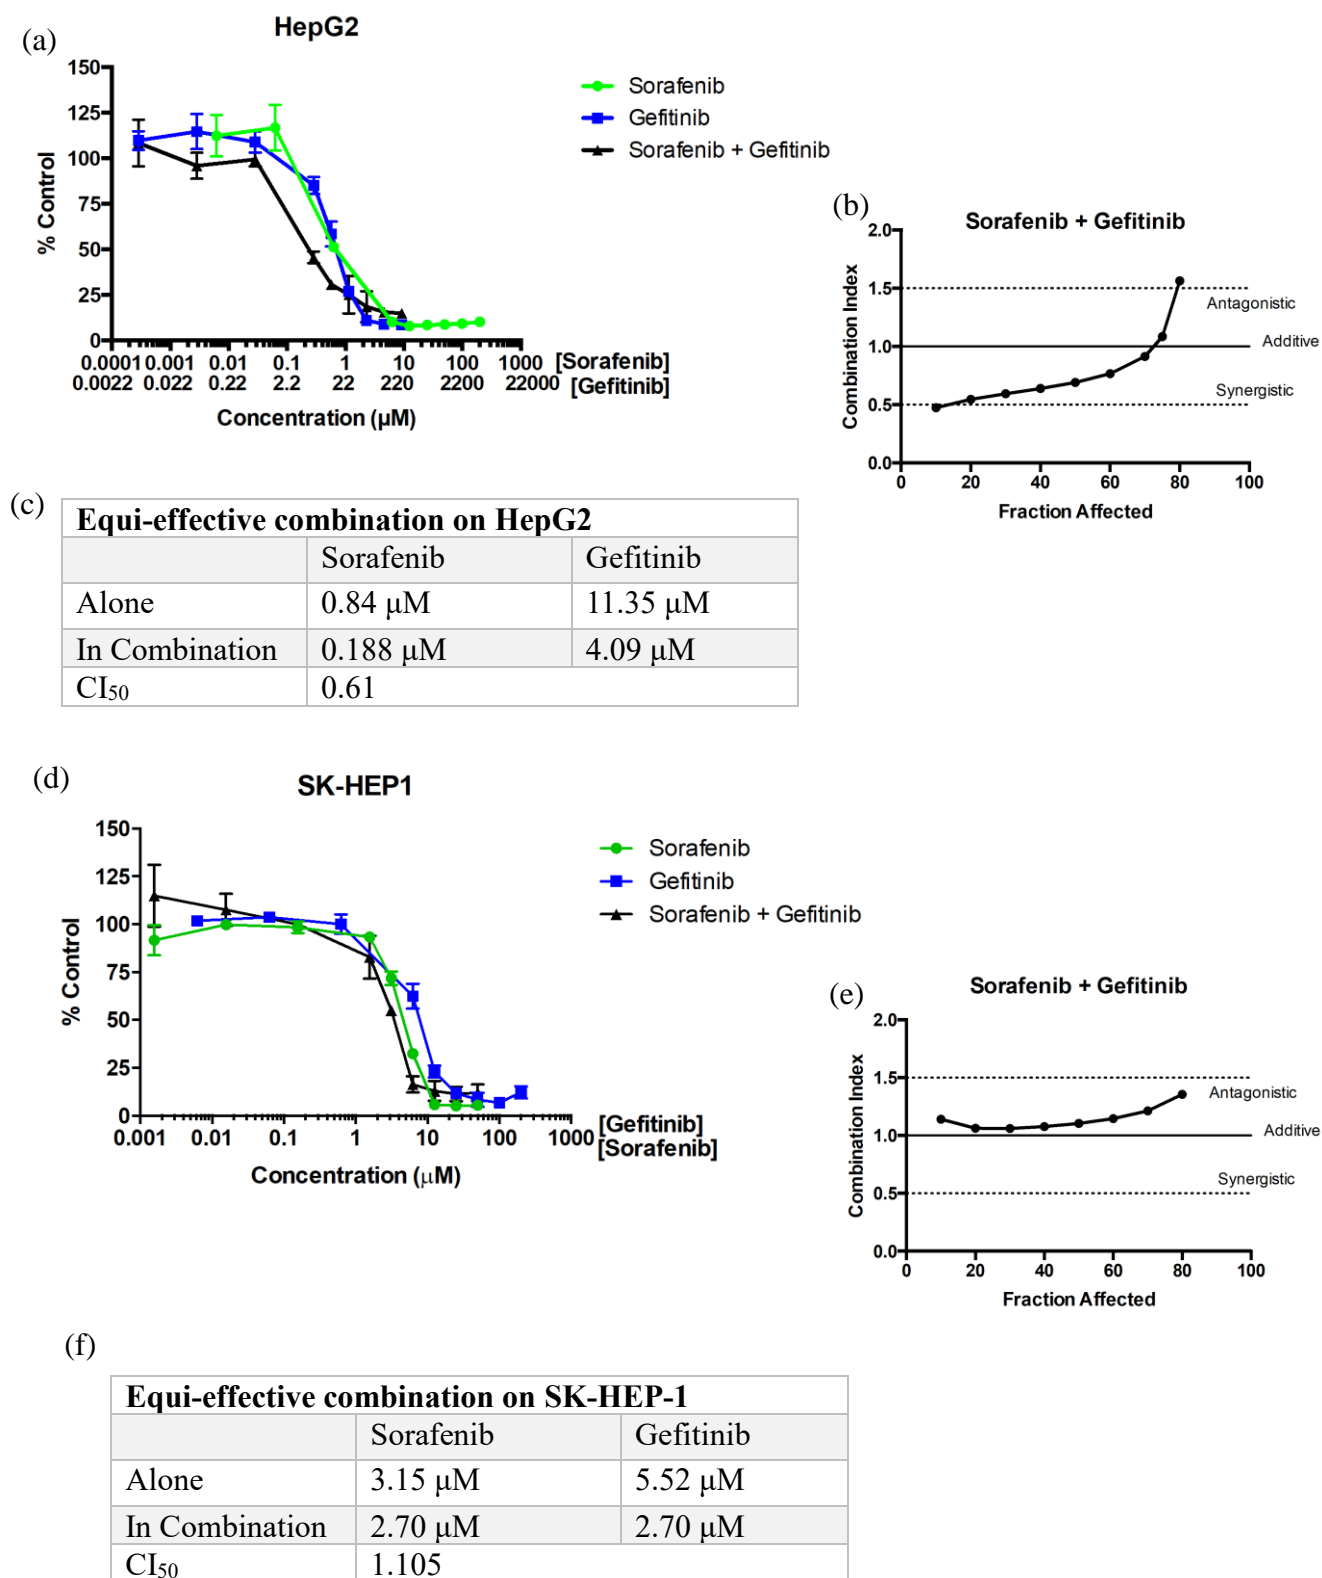 (a)
HepG2
150
125
100
75
50
25
0
% Control
Sorafenib
Gefitinib
Sorafenib + Gefitinib
0.0001 0.001 0.01 0.1 1 10 100 1000 [Sorafenib]
0.0022 0.022 0.22 2.2 22 220 2200 22000 [Gefitinib]
Concentration (µM)
(b)
Sorafenib + Gefitinib
2.0
1.5
1.0
0.5
0.0
Combination Index
Antagonistic
Additive
Synergistic
0 20 40 60 80 100
Fraction Affected
(c)
Equi-effective combination on HepG2
Sorafenib Gefitinib
Alone 0.84 µM 11.35 µM
In Combination 0.188 µM 4.09 µM
CI50 0.61
(d)
SK-HEP1
150
125
100
75
50
25
0
% Control
Sorafenib
Gefitinib
Sorafenib + Gefitinib
0.001 0.01 0.1 1 10 100 1000 [Gefitinib]
[Sorafenib]
Concentration (µM)
(e)
Sorafenib + Gefitinib
2.0
1.5
1.0
0.5
0.0
Combination Index
Antagonistic
Additive
Synergistic
0 20 40 60 80 100
Fraction Affected
(f)
Equi-effective combination on SK-HEP-1
Sorafenib Gefitinib
Alone 3.15 µM 5.52 µM
In Combination 2.70 µM 2.70 µM
CI50 1.105